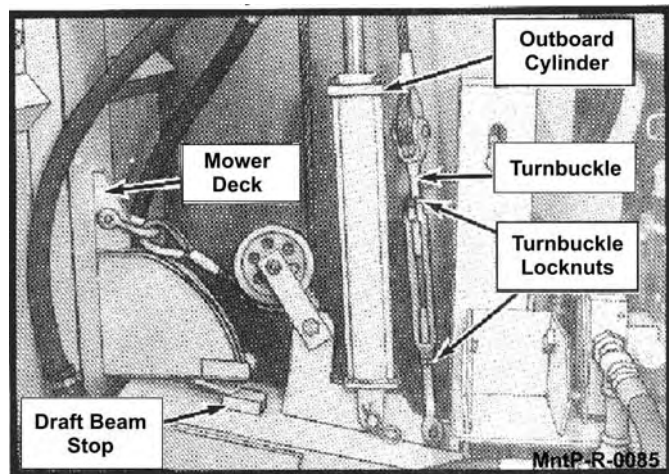 Outboard
Cylinder
Mower
Deck
Turnbuckle
Turnbuckle
Locknuts
Draft Beam
Stop
MntP-R-0085